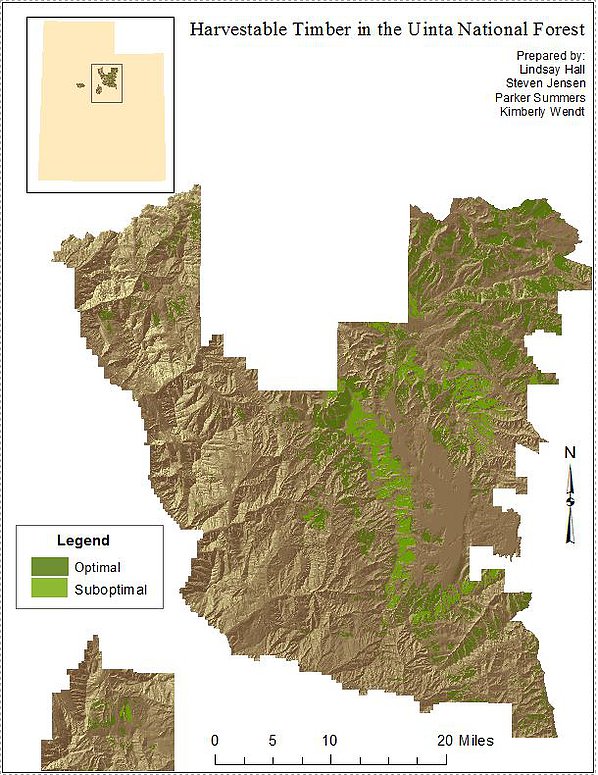 Harvestable Timber in the Uinta National Forest
Prepared by:
Lindsay Hall
Steven Jensen
Parker Summers
Kimberly Wendt
N
S
Legend
Optimal
Suboptimal
0 5 10 20 Miles